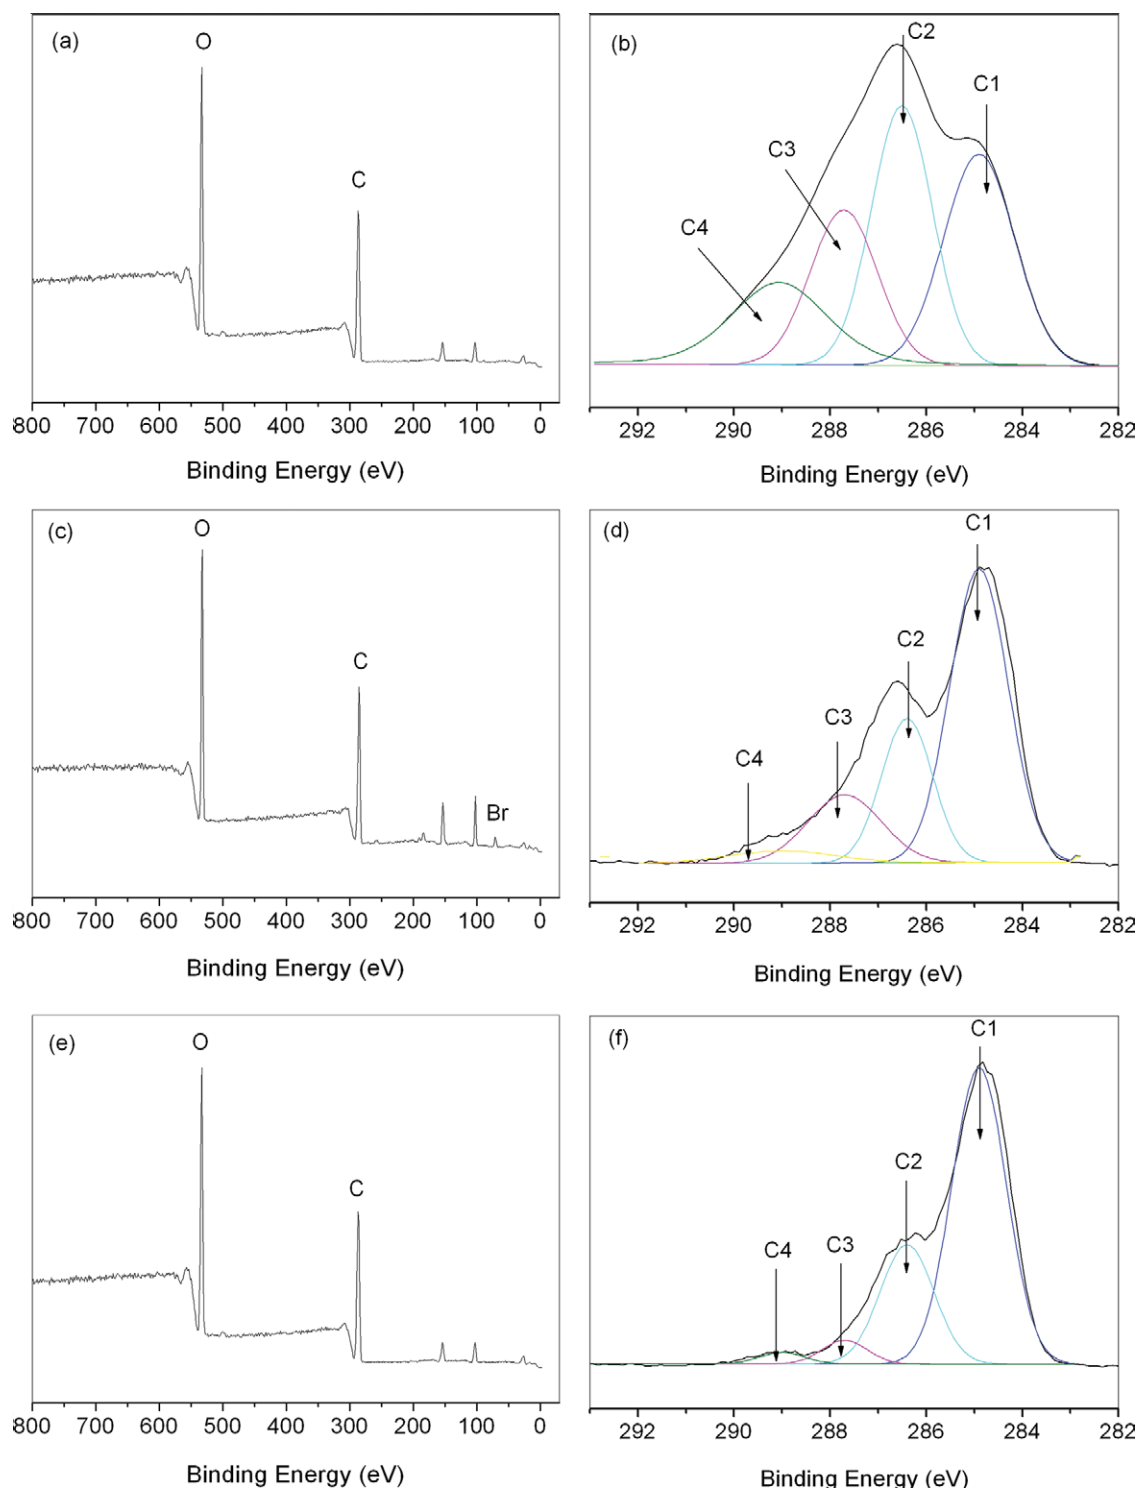 (a)
O
C
800 700 600 500 400 300 200 100 0
Binding Energy (eV)
(b)
C2
C1
C3
C4
292 290 288 286 284 282
Binding Energy (eV)
(c)
O
C
Br
800 700 600 500 400 300 200 100 0
Binding Energy (eV)
(d)
C1
C2
C3
C4
292 290 288 286 284 282
Binding Energy (eV)
(e)
O
C
800 700 600 500 400 300 200 100 0
Binding Energy (eV)
(f)
C1
C2
C4 C3
292 290 288 286 284 282
Binding Energy (eV)